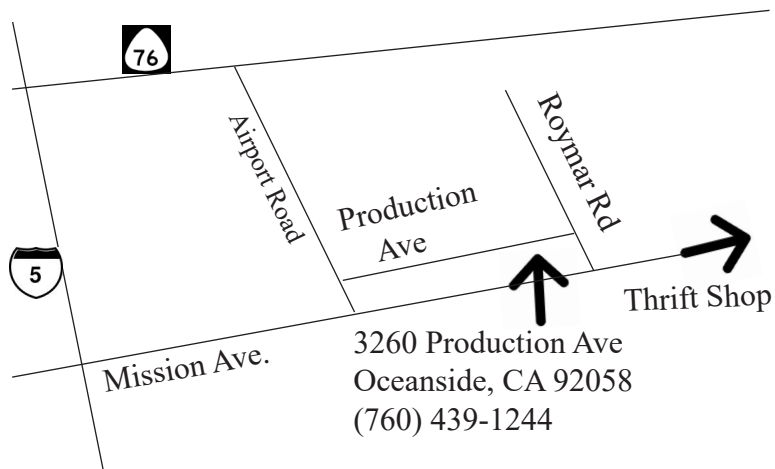 76
Airport Road
Roymar Rd
Production
Ave
5
Thrift Shop
Mission Ave.
3260 Production Ave
Oceanside, CA 92058
(760) 439-1244